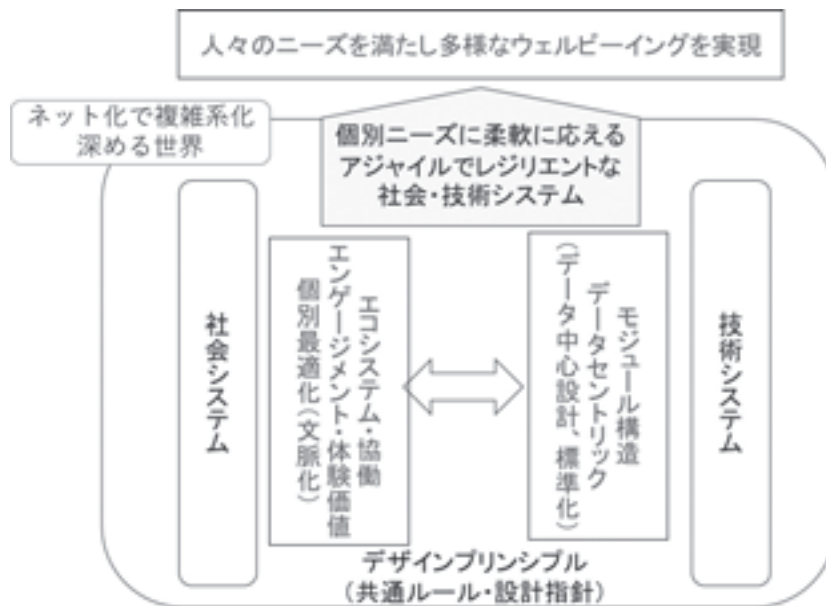 人々のニーズを満たし多様なウェルビーイングを実現
ネット化で複雑系化
深める世界
個別ニーズに柔軟に応える
アジャイルでレジリエントな
社会・技術システム
社会システム
エコシステム・協働
エンゲージメント・体験価値
個別最適化(文脈化)
モジュール構造
データセントリック
(データ中心設計、標準化)
技術システム
デザインプリンシプル
(共通ルール・設計指針)